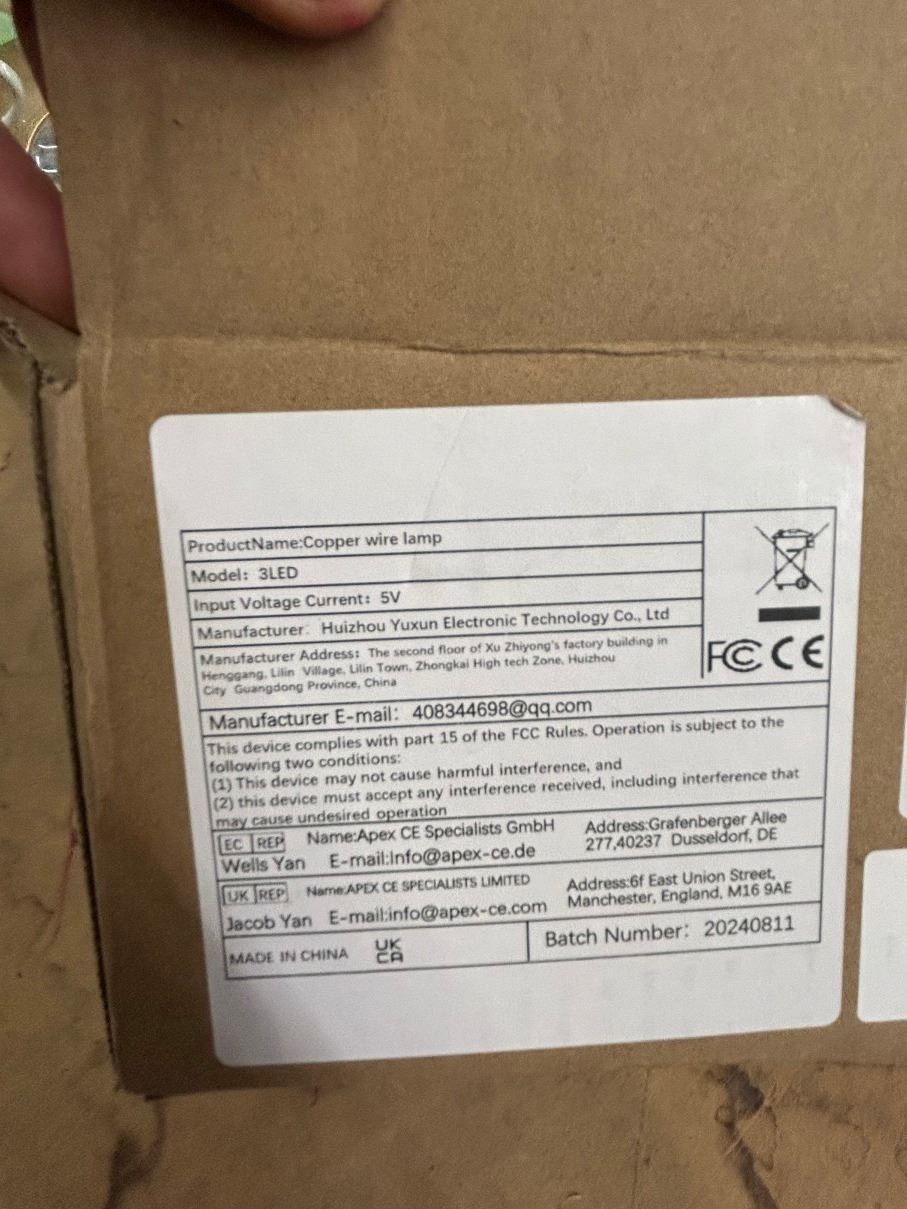 ProductName:Copper wire lamp
Model: 3LED
Input Voltage Current: 5V
Manufacturer: Huizhou Yuxun Electronic Technology Co., Ltd
Manufacturer Address: The second floor of Xu Zhiyong's factory building in
Henggang, Lilin Village, Lilin Town, Zhongkai High tech Zone, Huizhou
City Guangdong Province, China
FC CE
Manufacturer E-mail: 408344698@qq.com
This device complies with part 15 of the FCC Rules. Operation is subject to the
following two conditions:
(1) This device may not cause harmful interference, and
(2) this device must accept any interference received, including interference that
may cause undesired operation
EC REP Name:Apex CE Specialists GmbH Address:Grafenberger Allee
Wells Yan E-mail:Info@apex-ce.de 277,40237 Dusseldorf, DE
UK REP Name:APEX CE SPECIALISTS LIMITED Address:6f East Union Street,
Jacob Yan E-mail:info@apex-ce.com Manchester, England, M16 9AE
MADE IN CHINA UK CA Batch Number: 20240811